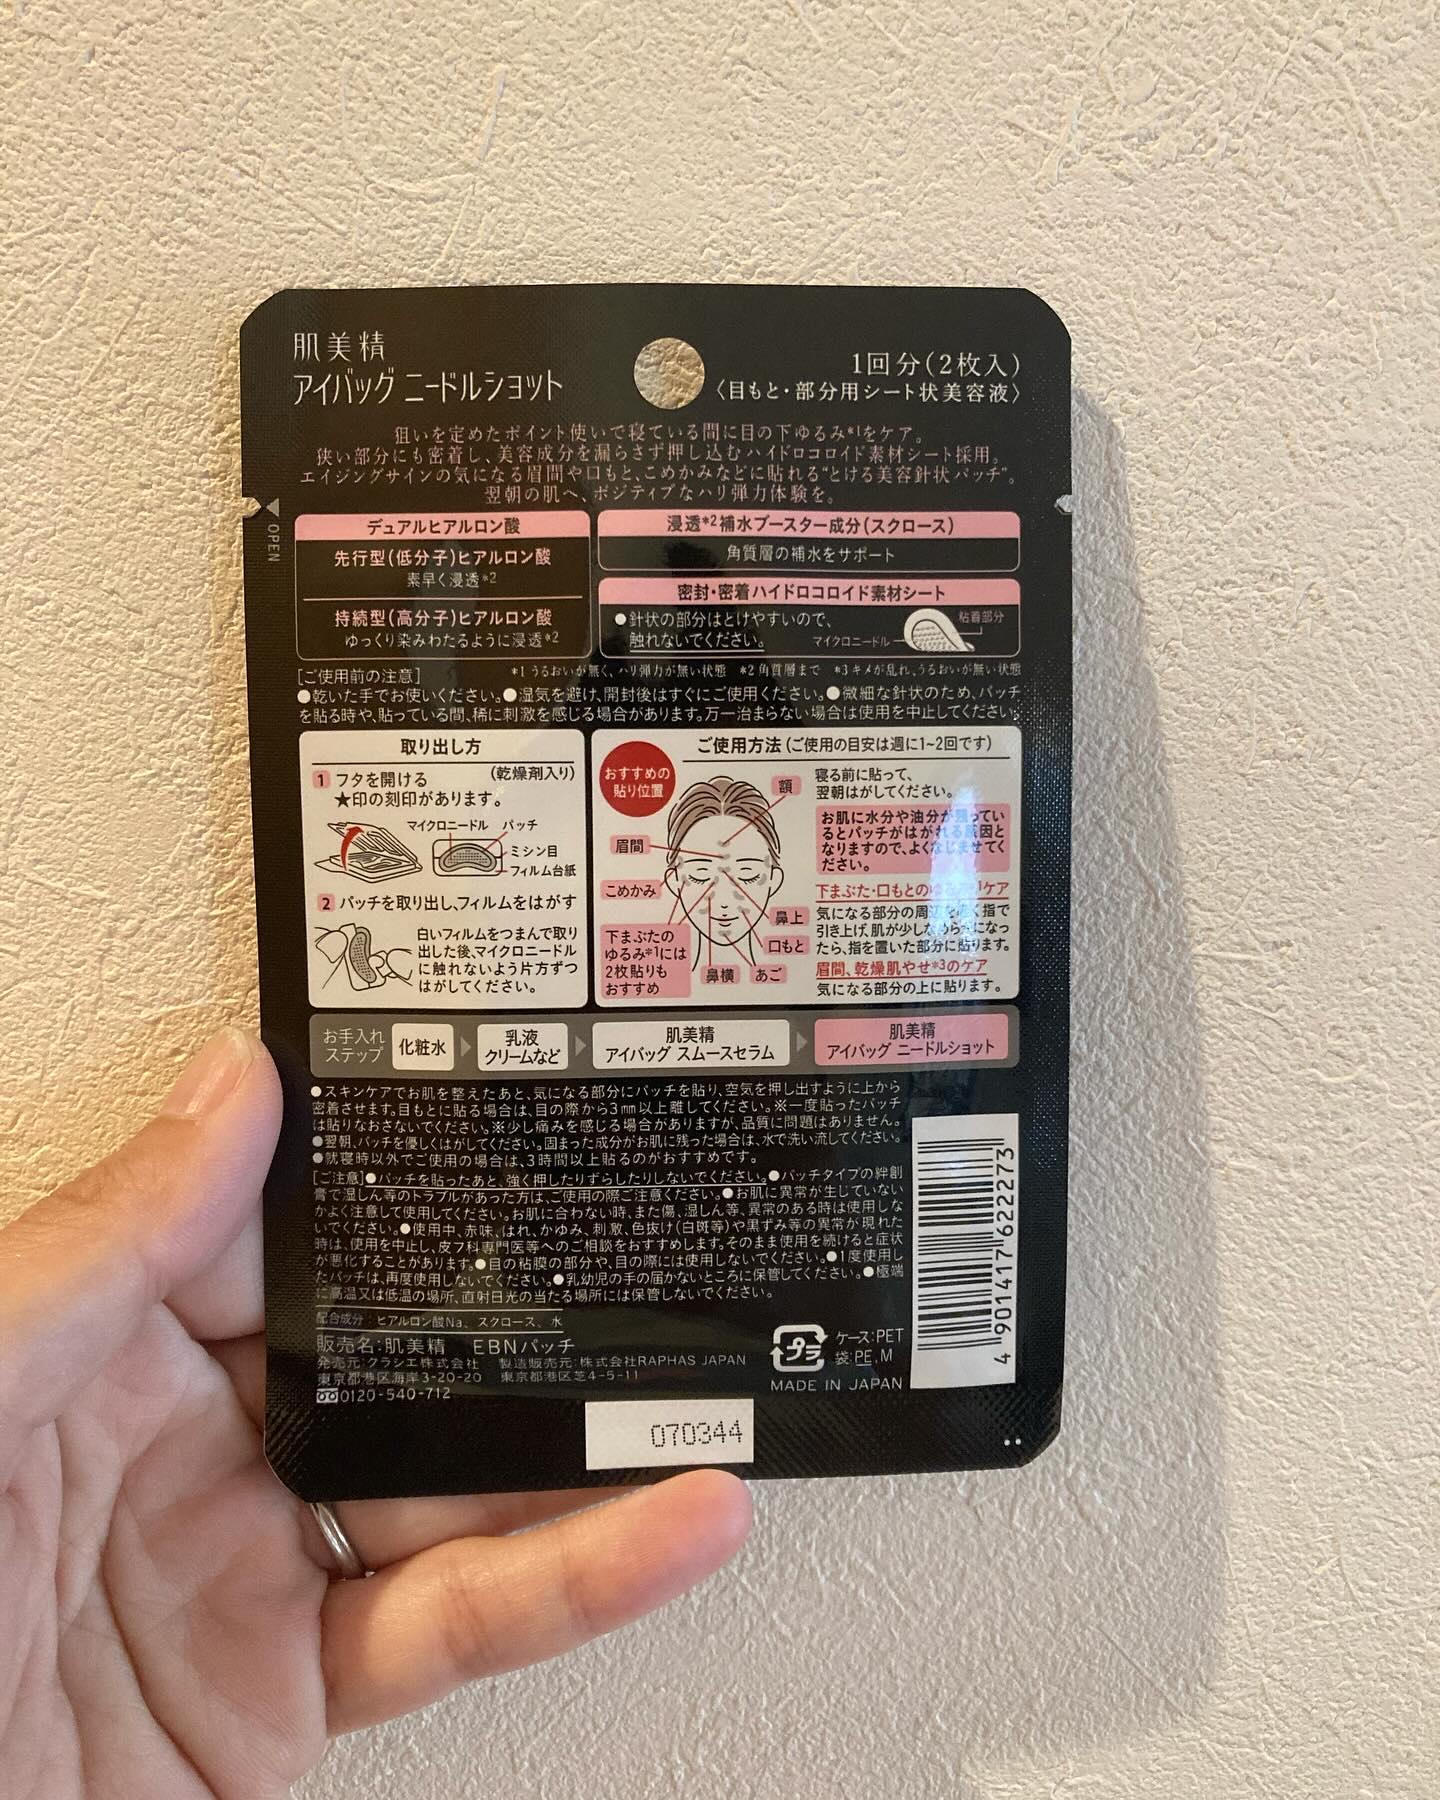 肌美精
アイバッグ ニードルショット
1回分(2枚入)
〈目もと・部分用シート状美容液〉
狙いを定めたポイント使いで寝ている間に目の下ゆるみ*1をケア。
狭い部分にも密着し、美容成分を漏らさず押し込むハイドロコロイド素材シート採用。
エイジングサインの気になる眉間や口もと、こめかみなどに貼れる"とける美容針状パッチ"。
翌朝の肌へ、ポジティブなハリ弾力体験を。
OPEN
デュアルヒアルロン酸
先行型(低分子)ヒアルロン酸
素早く浸透*2
持続型(高分子)ヒアルロン酸
ゆっくり染みわたるように浸透*2
浸透*2補水ブースター成分(スクロース)
角質層の補水をサポート
密封・密着ハイドロコロイド素材シート
●針状の部分はとけやすいので、
触れないでください。
マイクロニードル
粘着部分
*1 うるおいが無く、ハリ弾力が無い状態 *2 角質層まで *3 キメが乱れ、うるおいが無い状態
[ご使用前の注意]
●乾いた手でお使いください。●湿気を避け、開封後はすぐにご使用ください。●微細な針状のため、パッチ
を貼る時や、貼っている間、稀に刺激を感じる場合があります。万一治まらない場合は使用を中止してください。
取り出し方
1 フタを開ける (乾燥剤入り)
★印の刻印があります。
マイクロニードル パッチ
ミシン目
フィルム台紙
2 パッチを取り出し、フィルムをはがす
白いフィルムをつまんで取り
出した後、マイクロニードル
に触れないよう片方ずつ
はがしてください。
ご使用方法(ご使用の目安は週に1~2回です)
おすすめの
貼り位置
額
眉間
こめかみ
鼻上
口もと
下まぶたの
ゆるみ*1には
2枚貼りも
おすすめ
鼻横
あご
寝る前に貼って、
翌朝はがしてください。
お肌に水分や油分が残ってい
るとパッチがはがれる原因と
なりますので、よくなじませてく
ださい。
下まぶた・口もとのゆるみ*1ケア
気になる部分の周辺を軽く指で
引き上げ、肌が少しなめらかになっ
たら、指を置いた部分に貼ります。
眉間、乾燥肌やせ*3のケア
気になる部分の上に貼ります。
お手入れ
ステップ
化粧水
乳液
クリームなど
肌美精
アイバッグ スムースセラム
肌美精
アイバッグ ニードルショット
●スキンケアでお肌を整えたあと、気になる部分にパッチを貼り、空気を押し出すように上から
密着させます。目もとに貼る場合は、目の際から3mm以上離してください。※一度貼ったパッチ
は貼りなおさないでください。※少し痛みを感じる場合がありますが、品質に問題はありません。
●翌朝、パッチを優しくはがしてください。固まった成分がお肌に残った場合は、水で洗い流してください。
●就寝時以外でご使用の場合は、3時間以上貼るのがおすすめです。
[ご注意]●パッチを貼ったあと、強く押したりずらしたりしないでください。●パッチタイプの絆創
膏で湿しん等のトラブルがあった方は、ご使用の際ご注意ください。●お肌に異常が生じていない
かよく注意して使用してください。お肌に合わない時、また傷、湿しん等、異常のある時は使用しな
いでください。●使用中、赤味、はれ、かゆみ、刺激、色抜け(白斑等)や黒ずみ等の異常が現れた
時は、使用を中止し、皮フ科専門医等へのご相談をおすすめします。そのまま使用を続けると症状
が悪化することがあります。●目の粘膜の部分や、目の際には使用しないでください。●1度使用し
たパッチは、再度使用しないでください。●乳幼児の手の届かないところに保管してください。●極端
に高温又は低温の場所、直射日光の当たる場所には保管しないでください。
配合成分:ヒアルロン酸Na、スクロース、水
販売名:肌美精 EBNパッチ
発売元:クラシエ株式会社 製造販売元:株式会社RAPHAS JAPAN
東京都港区海岸3-20-20 東京都港区芝4-5-11
0120-540-712
プラ
ケース:PET
袋:PE,M
MADE IN JAPAN
4 901417 622273
070344